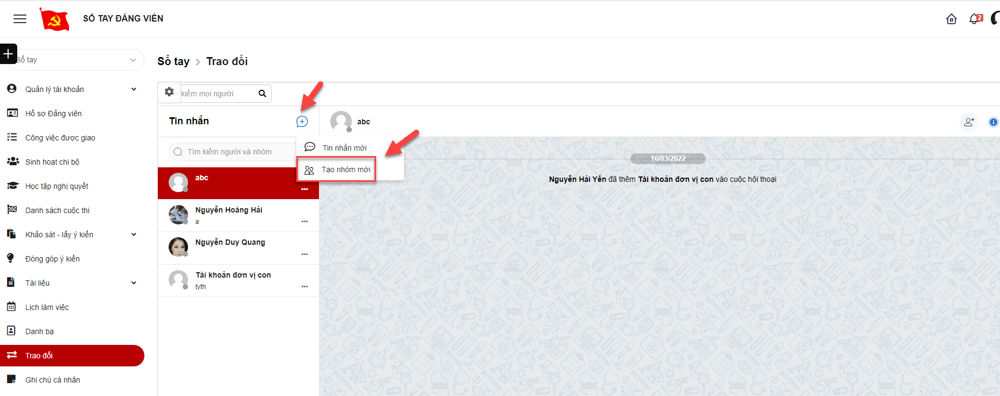 SỔ TAY ĐẢNG VIÊN
2
Sổ tay
Sổ tay > Trao đổi
Quản lý tài khoản
Hồ sơ Đảng viên
Công việc được giao
Sinh hoạt chi bộ
Học tập nghị quyết
Danh sách cuộc thi
Khảo sát - lấy ý kiến
Đóng góp ý kiến
Tài liệu
Lịch làm việc
Danh bạ
Trao đổi
Ghi chú cá nhân
kiếm mọi người
Tin nhắn
Tìm kiếm người và nhóm
abc
Nguyễn Hoàng Hải
a
Nguyễn Duy Quang
Tài khoản đơn vị con
tyth
Tin nhắn mới
Tạo nhóm mới
abc
16/03/2022
Nguyễn Hải Yến đã thêm Tài khoản đơn vị con vào cuộc hội thoại